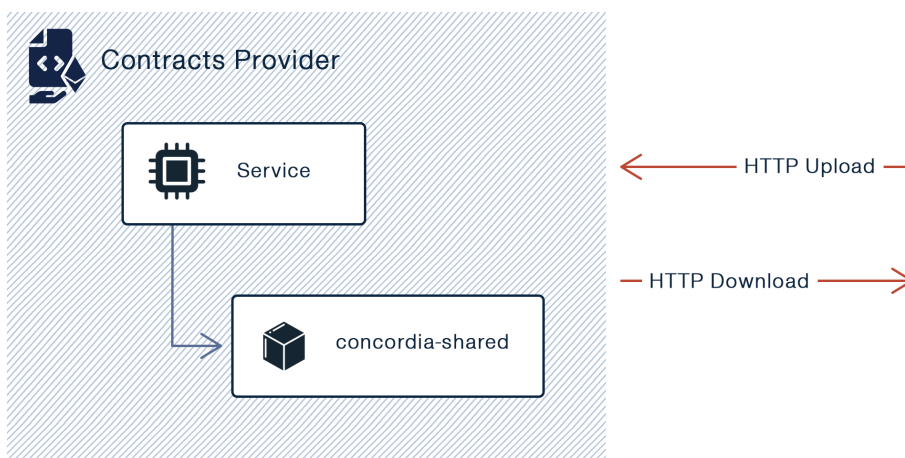 Contracts Provider
Service
HTTP Upload
HTTP Download
concordia-shared